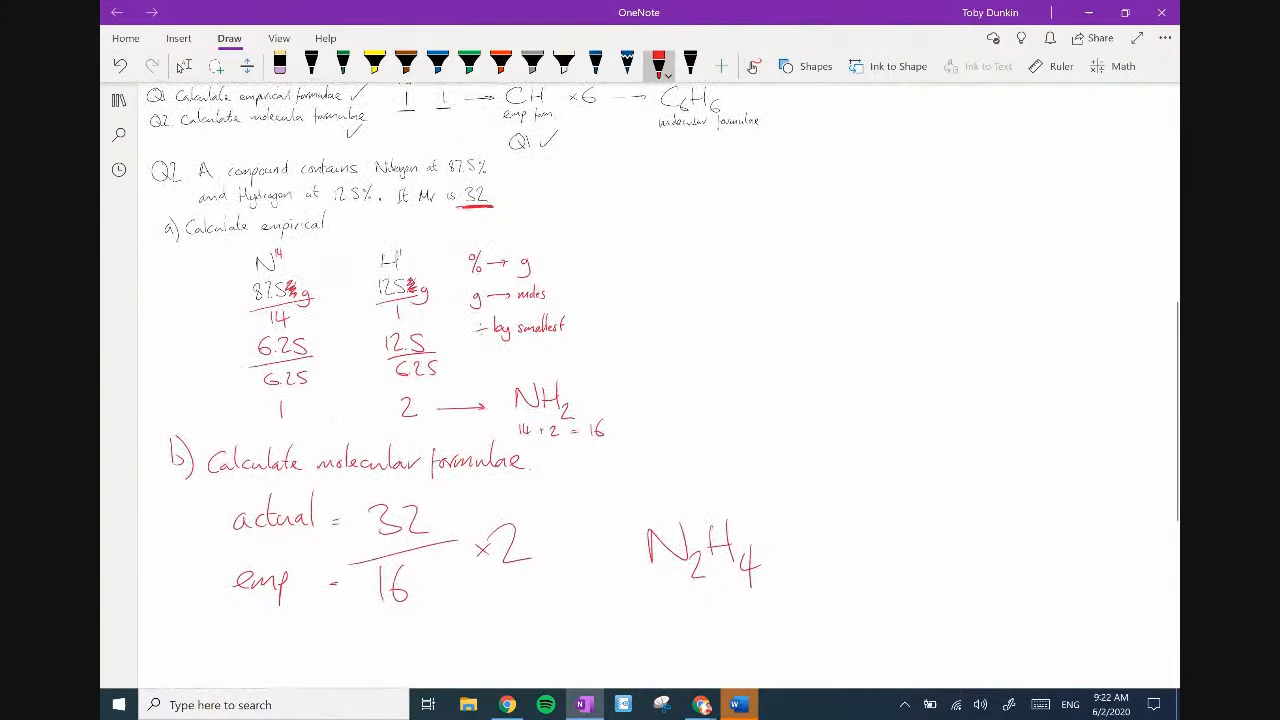 OneNote
Toby Dunkin
Home Insert Draw View Help
Share
Shapes Ink to Shape Ink to Text Ruler Math
Q1 Calculate empirical formulae ✓ 1 1 → CH ×6 → C6H6
Q2. Calculate molecular formulae ✓ emp form molecular formulae
Q1 ✓
Q2 A compound contains Nitrogen at 87.5%
and Hydrogen at 12.5%. It Mr is 32
a) Calculate empirical
N14 H1 % → g
87.5g 12.5g g → moles
14 1 ÷ by smallest
6.25 12.5
6.25 6.25
1 2 → NH2
14 + 2 = 16
b) Calculate molecular formulae.
actual = 32
×2 N2H4
emp = 16
Type here to search
ENG
9:22 AM
6/2/2020